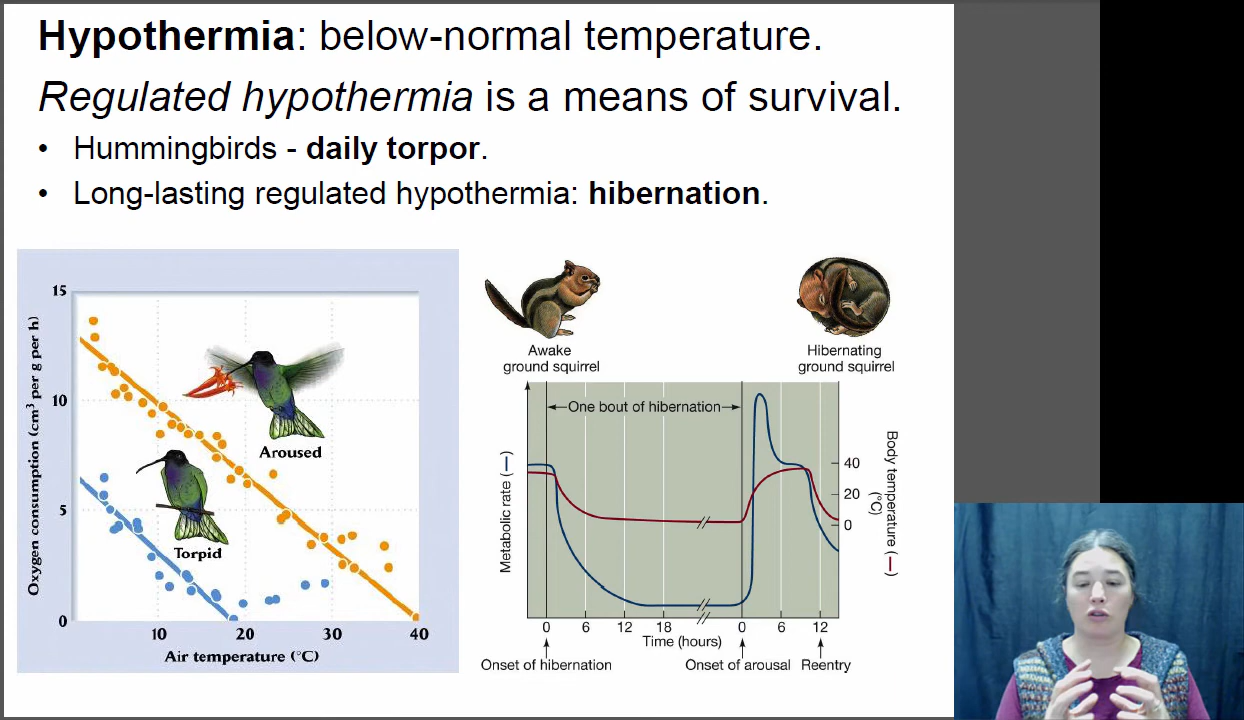 Hypothermia: below-normal temperature.
Regulated hypothermia is a means of survival.
• Hummingbirds - daily torpor.
• Long-lasting regulated hypothermia: hibernation.
15
10
5
0
Oxygen consumption (cm³ per g per h)
Aroused
Torpid
10 20 30 40
Air temperature (°C)
Awake
ground squirrel
Hibernating
ground squirrel
One bout of hibernation
Metabolic rate (—)
40
20
0
Body temperature (—)
(°C)
0 6 12 18 0 6 12
Time (hours)
Onset of hibernation
Onset of arousal
Reentry